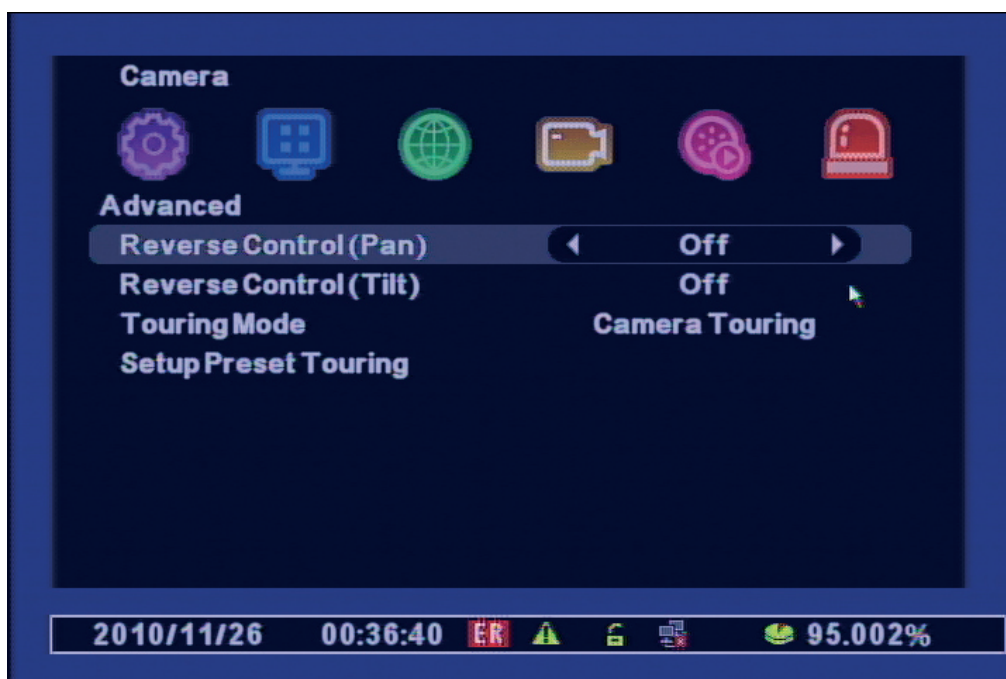 Camera
Advanced
Reverse Control (Pan) Off
Reverse Control (Tilt) Off
Touring Mode Camera Touring
Setup Preset Touring
2010/11/26 00:36:40 ER 95.002%